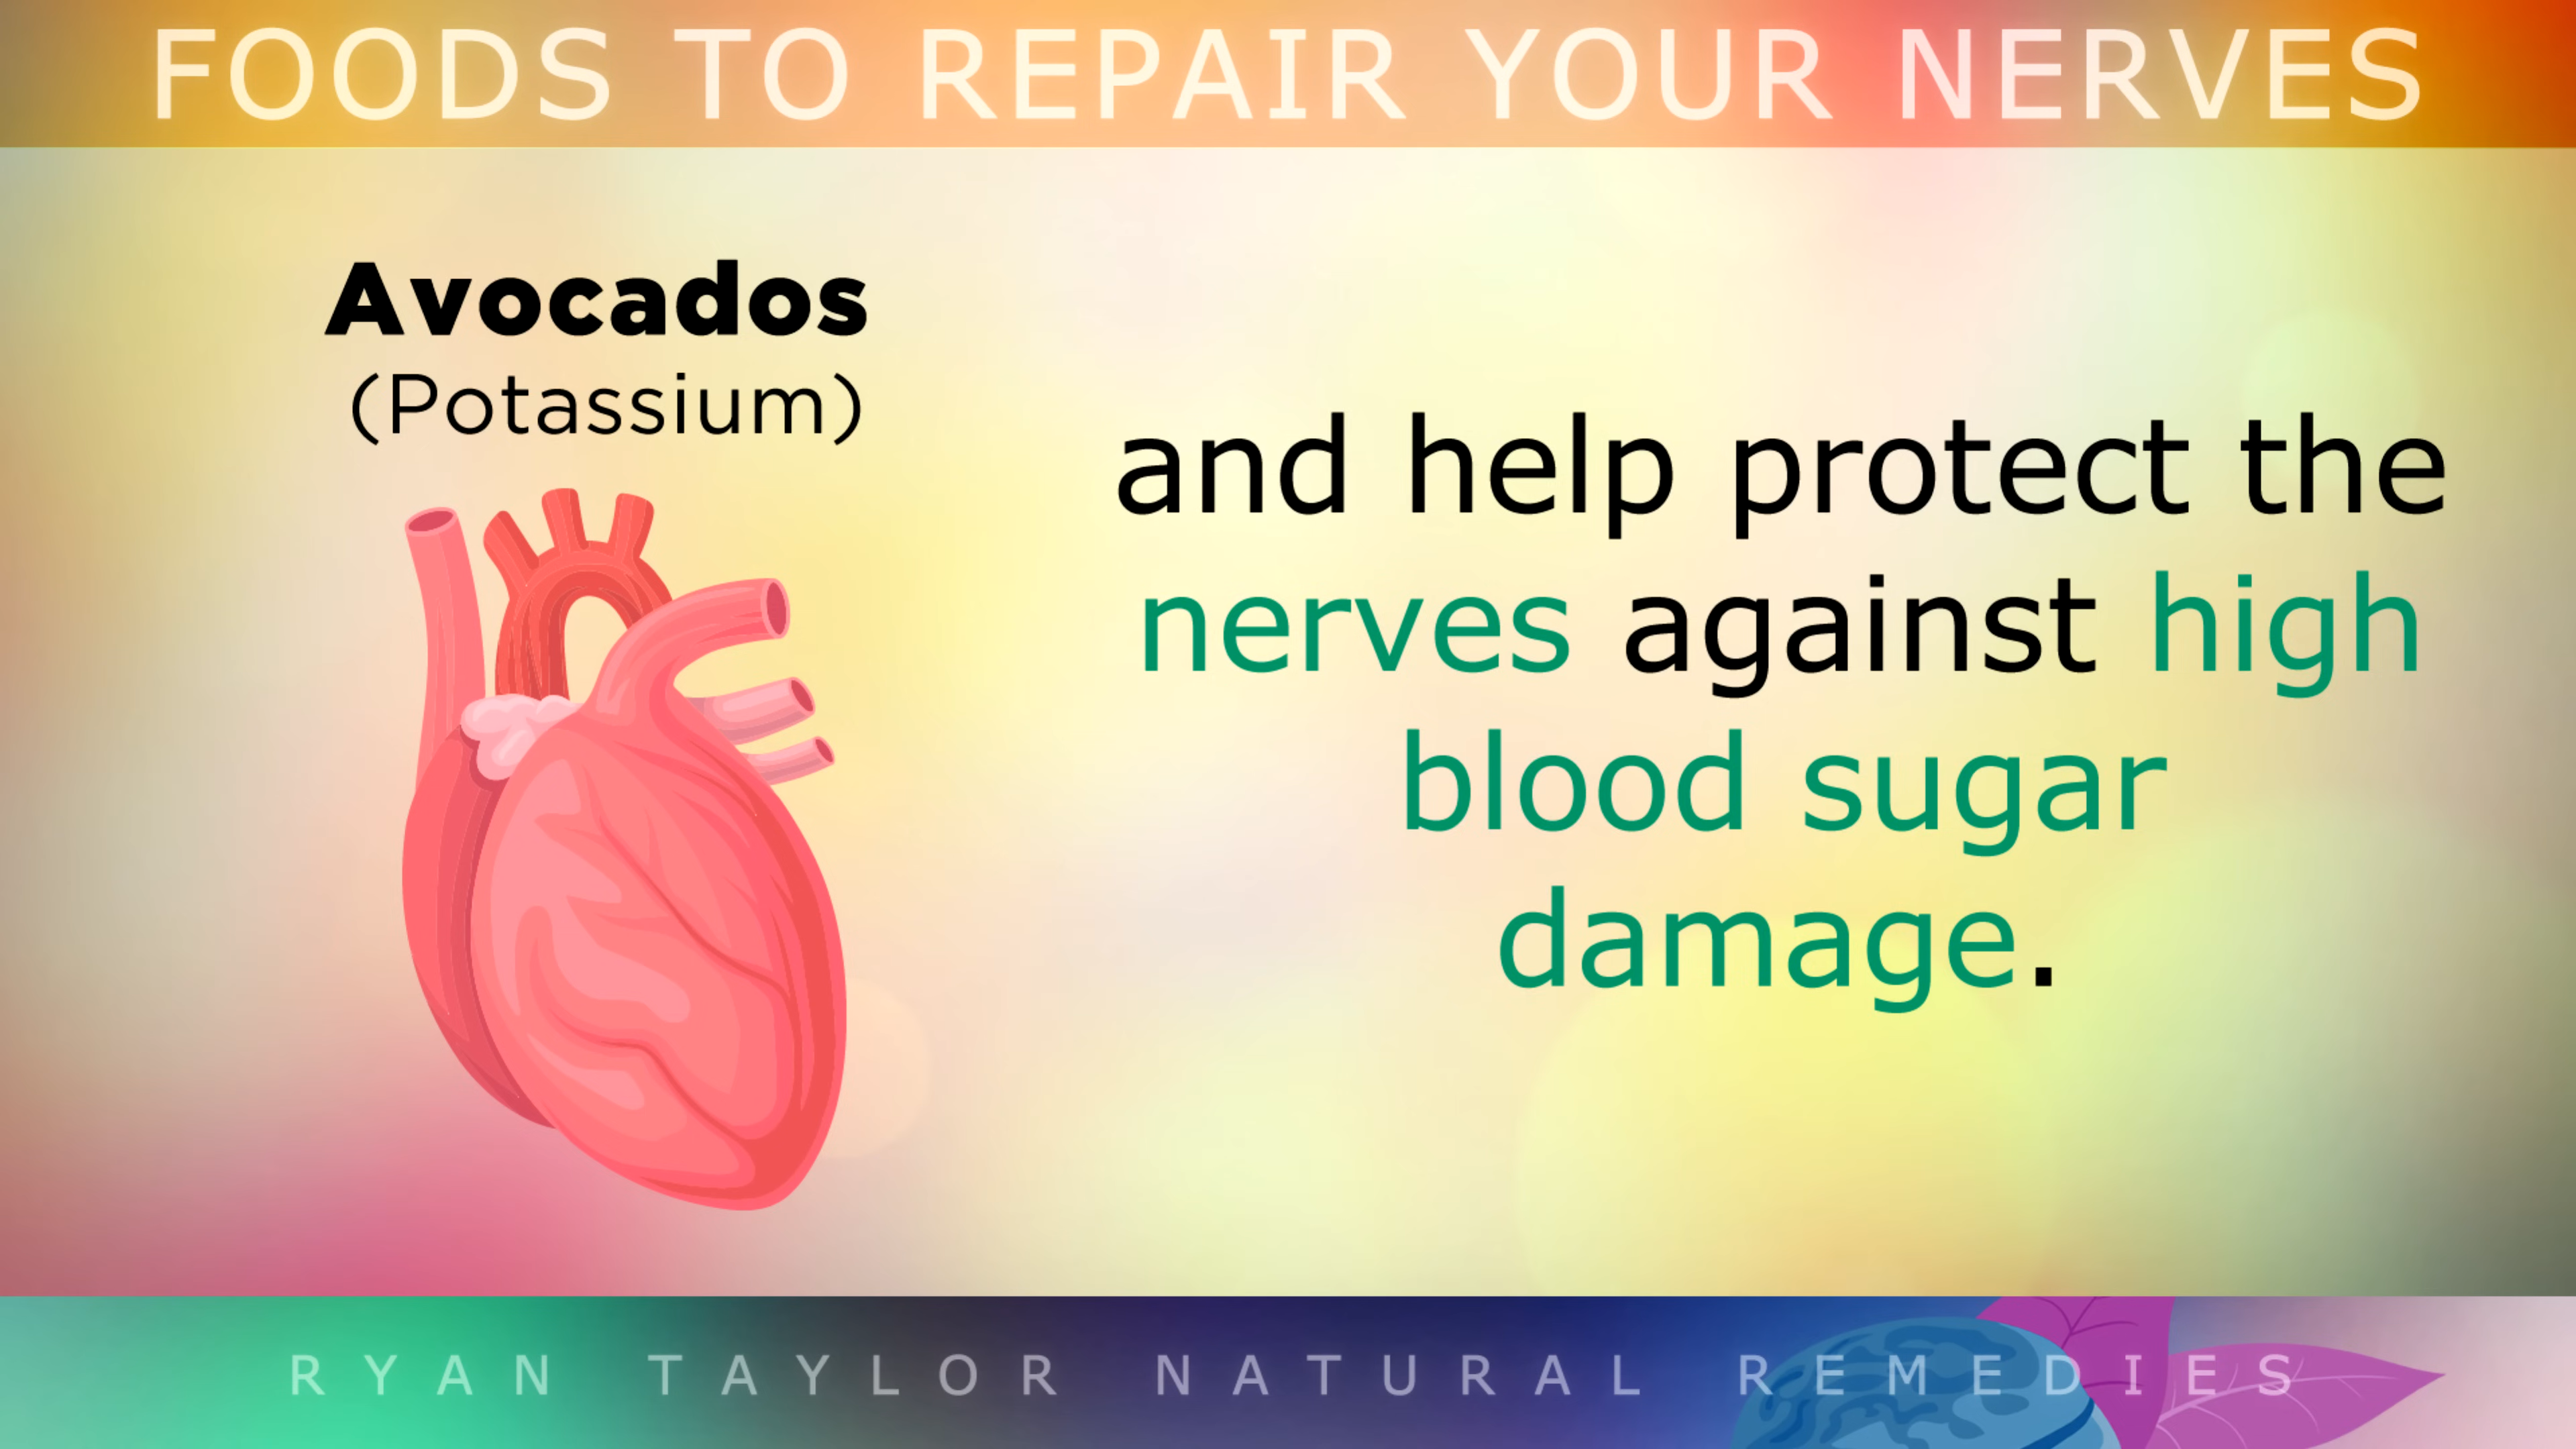 FOODS TO REPAIR YOUR NERVES
Avocados
(Potassium)
and help protect the
nerves against high
blood sugar
damage.
RYAN TAYLOR NATURAL REMEDIES